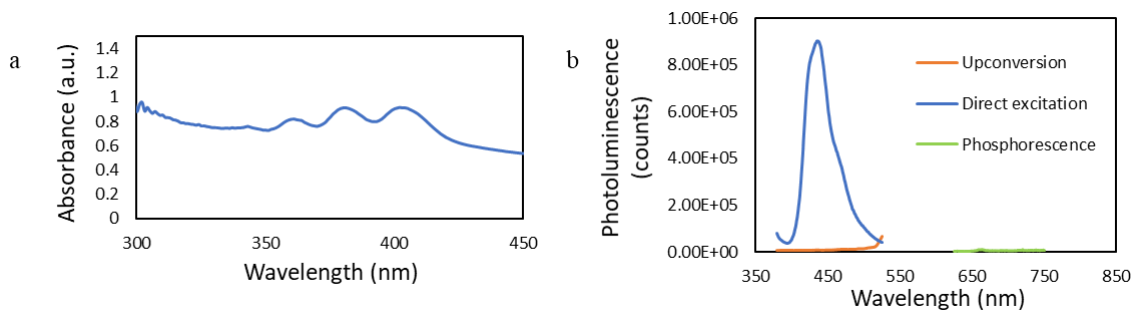 a
Absorbance (a.u.)
1.4
1.2
1
0.8
0.6
0.4
0.2
0
300
350
400
450
Wavelength (nm)
b
Photoluminescence
(counts)
1.00E+06
8.00E+05
6.00E+05
4.00E+05
2.00E+05
0.00E+00
350
450
550
650
750
850
Wavelength (nm)
Upconversion
Direct excitation
Phosphorescence